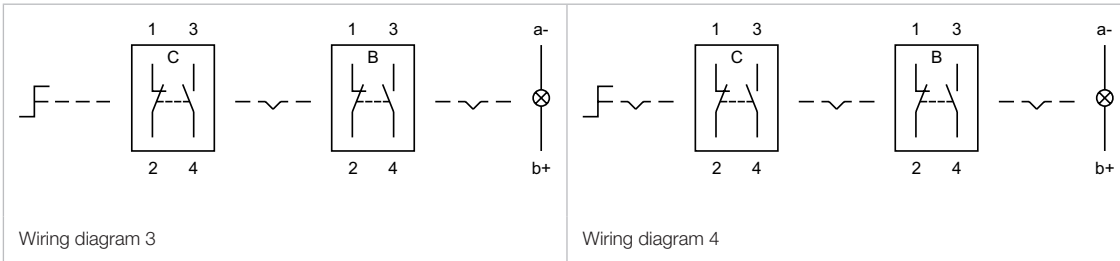 1 3 1 3 a- 1 3 1 3 a-
C B C B
2 4 2 4 b+ 2 4 2 4 b+
Wiring diagram 3 Wiring diagram 4